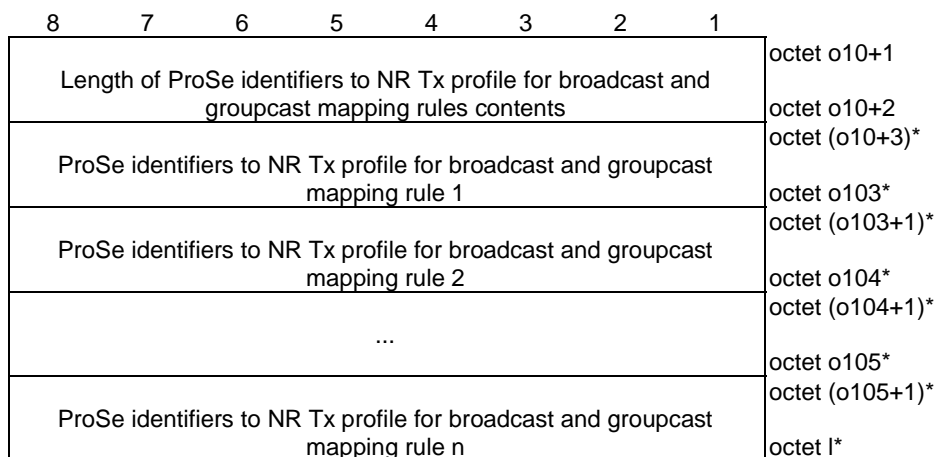 8 7 6 5 4 3 2 1
octet o10+1
Length of ProSe identifiers to NR Tx profile for broadcast and
groupcast mapping rules contents
octet o10+2
octet (o10+3)*
ProSe identifiers to NR Tx profile for broadcast and groupcast
mapping rule 1
octet o103*
octet (o103+1)*
ProSe identifiers to NR Tx profile for broadcast and groupcast
mapping rule 2
octet o104*
octet (o104+1)*
...
octet o105*
octet (o105+1)*
ProSe identifiers to NR Tx profile for broadcast and groupcast
mapping rule n
octet l*